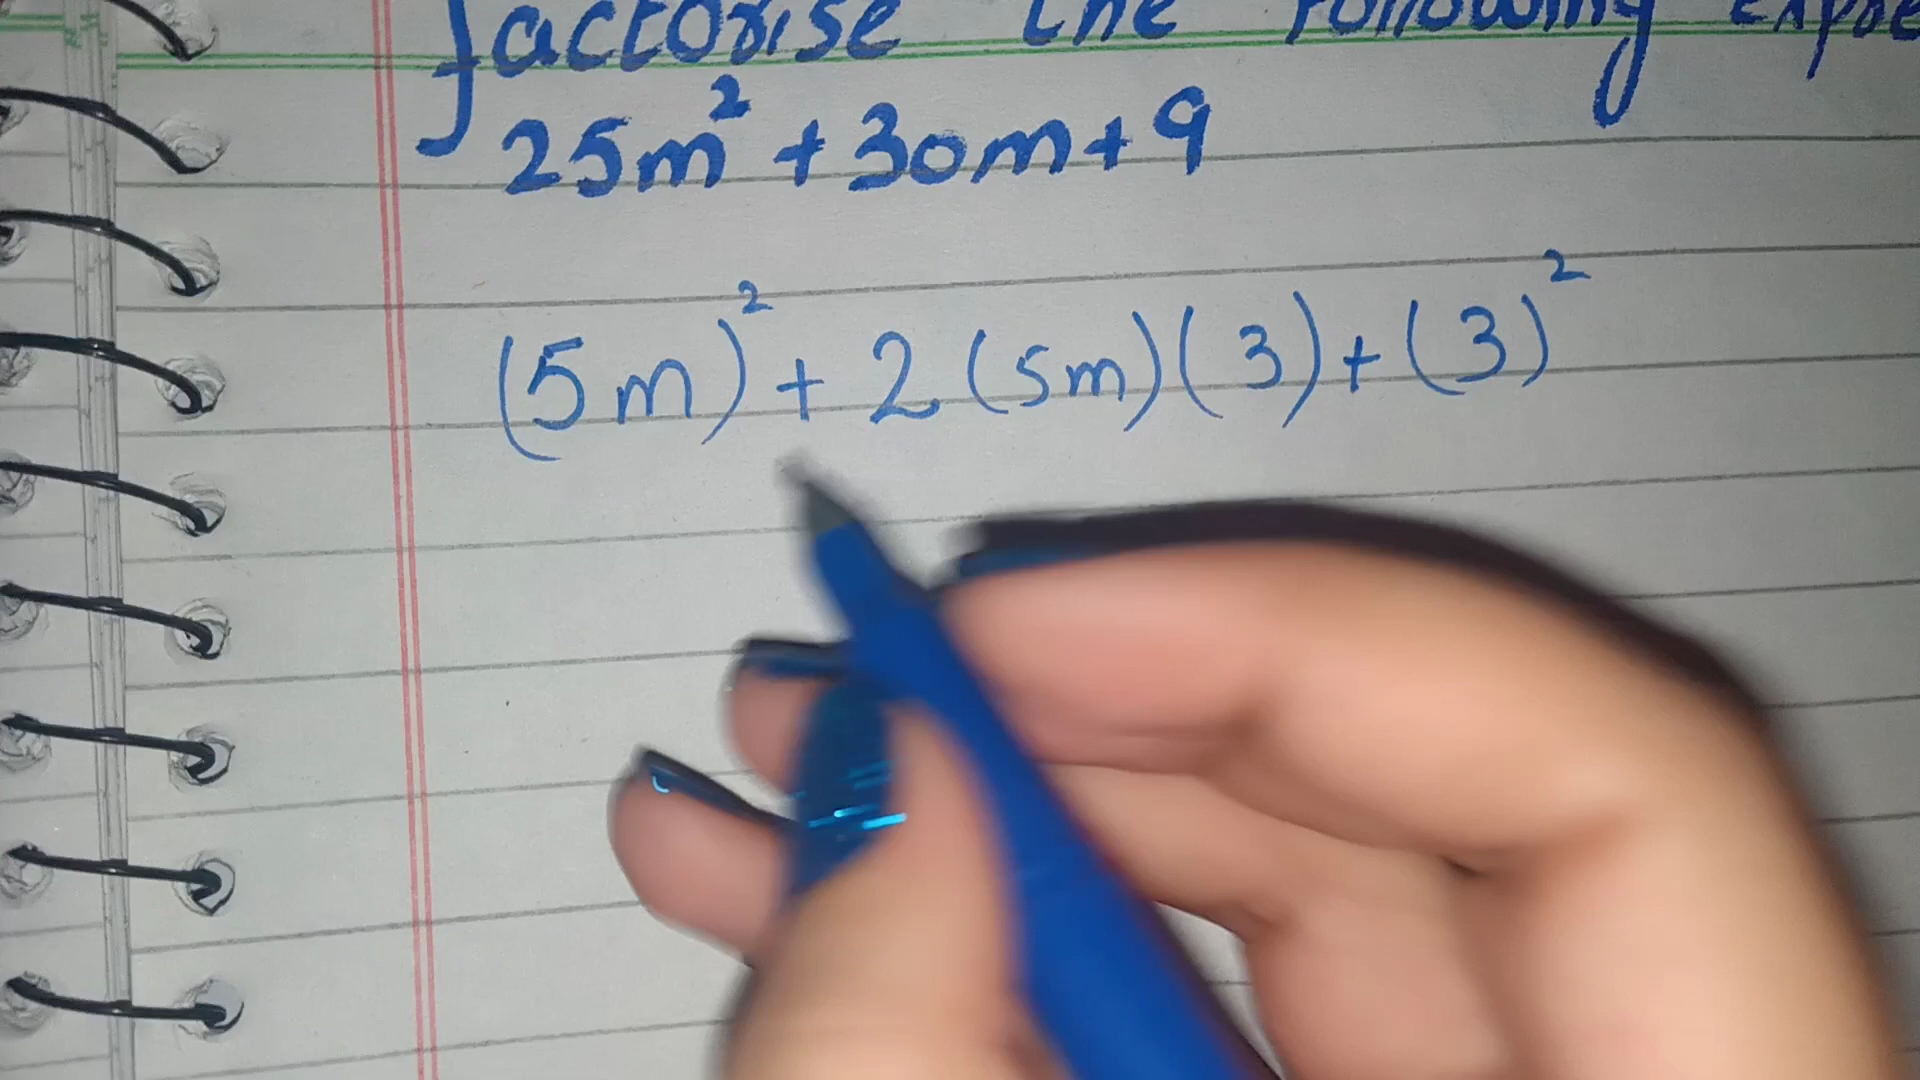 factorise the following
25m² + 30m + 9
(5m)² + 2(5m)(3) + (3)²